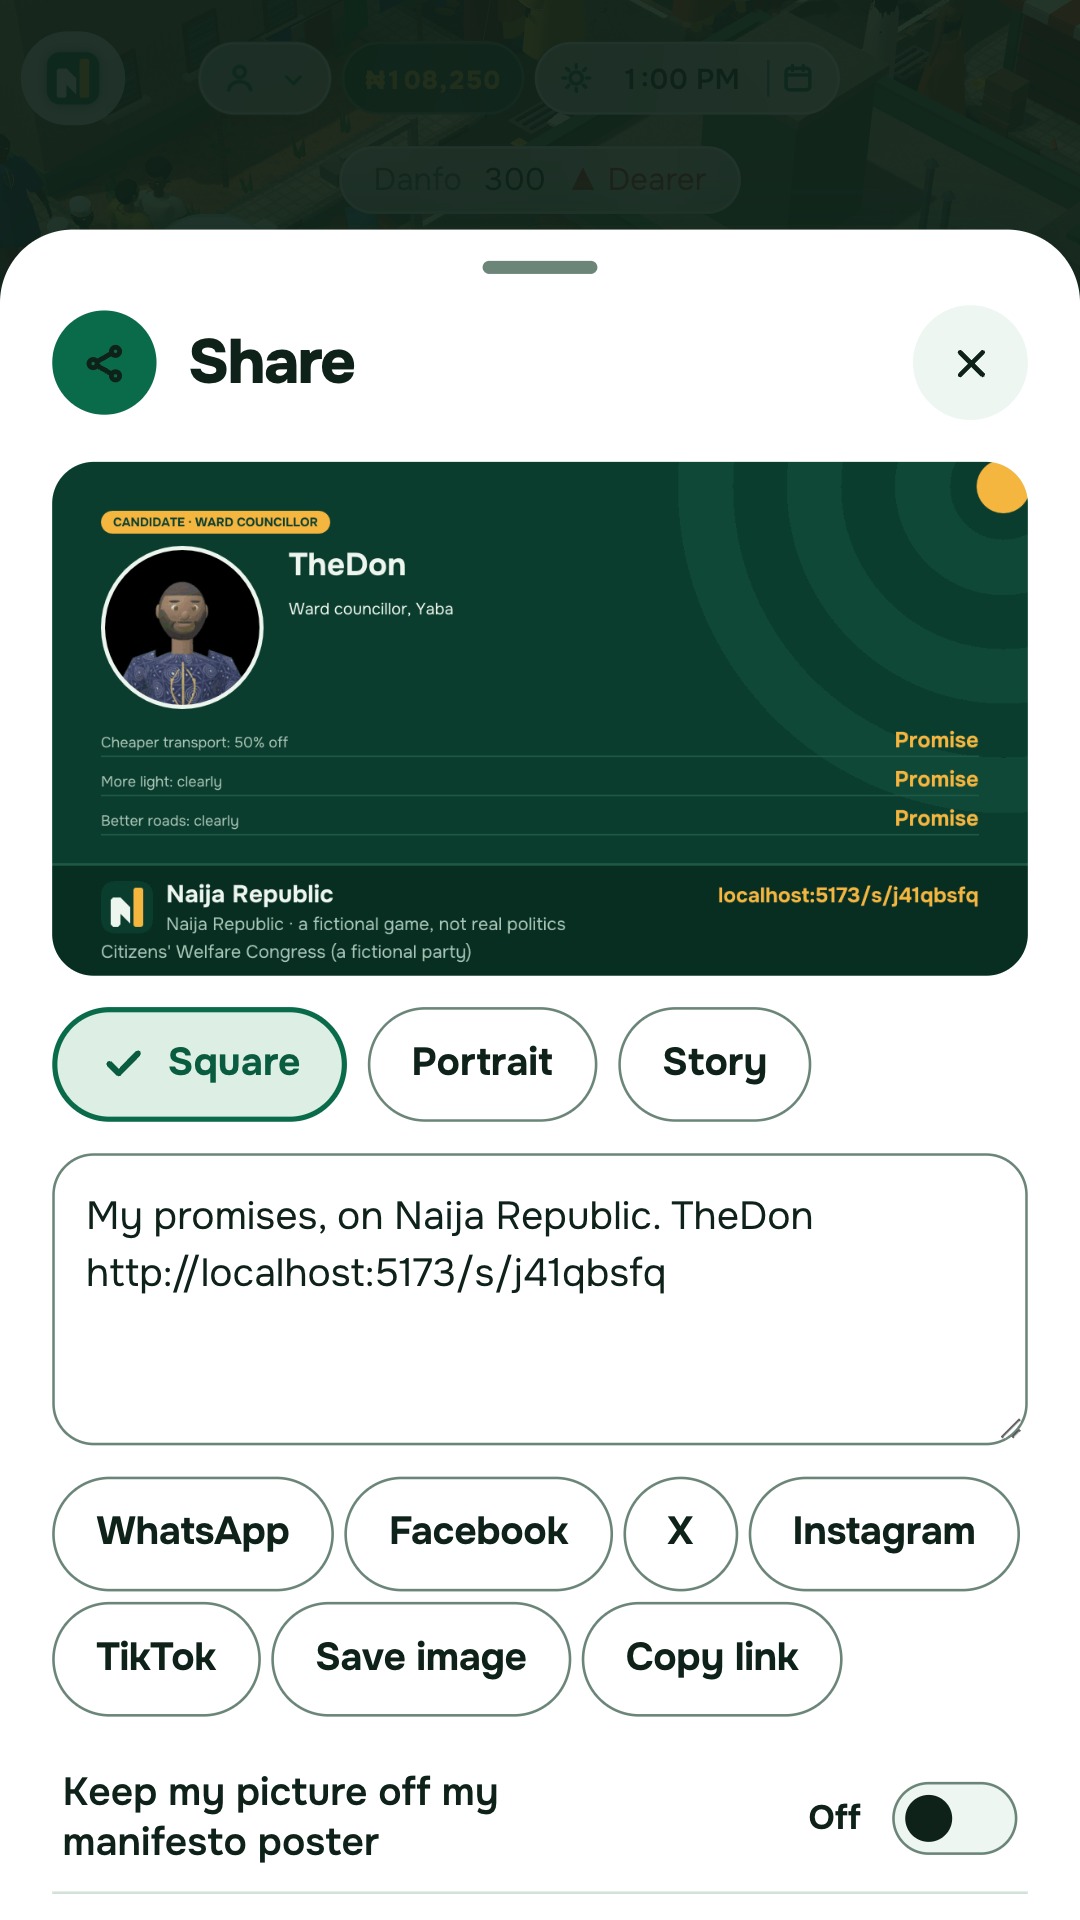 ₦108,250
1:00 PM
Danfo 300 ▲ Dearer
Share
CANDIDATE · WARD COUNCILLOR
TheDon
Ward councillor, Yaba
Cheaper transport: 50% off Promise
More light: clearly Promise
Better roads: clearly Promise
Naija Republic localhost:5173/s/j41qbsfq
Naija Republic · a fictional game, not real politics
Citizens' Welfare Congress (a fictional party)
Square Portrait Story
My promises, on Naija Republic. TheDon
http://localhost:5173/s/j41qbsfq
WhatsApp Facebook X Instagram
TikTok Save image Copy link
Keep my picture off my
manifesto poster
Off